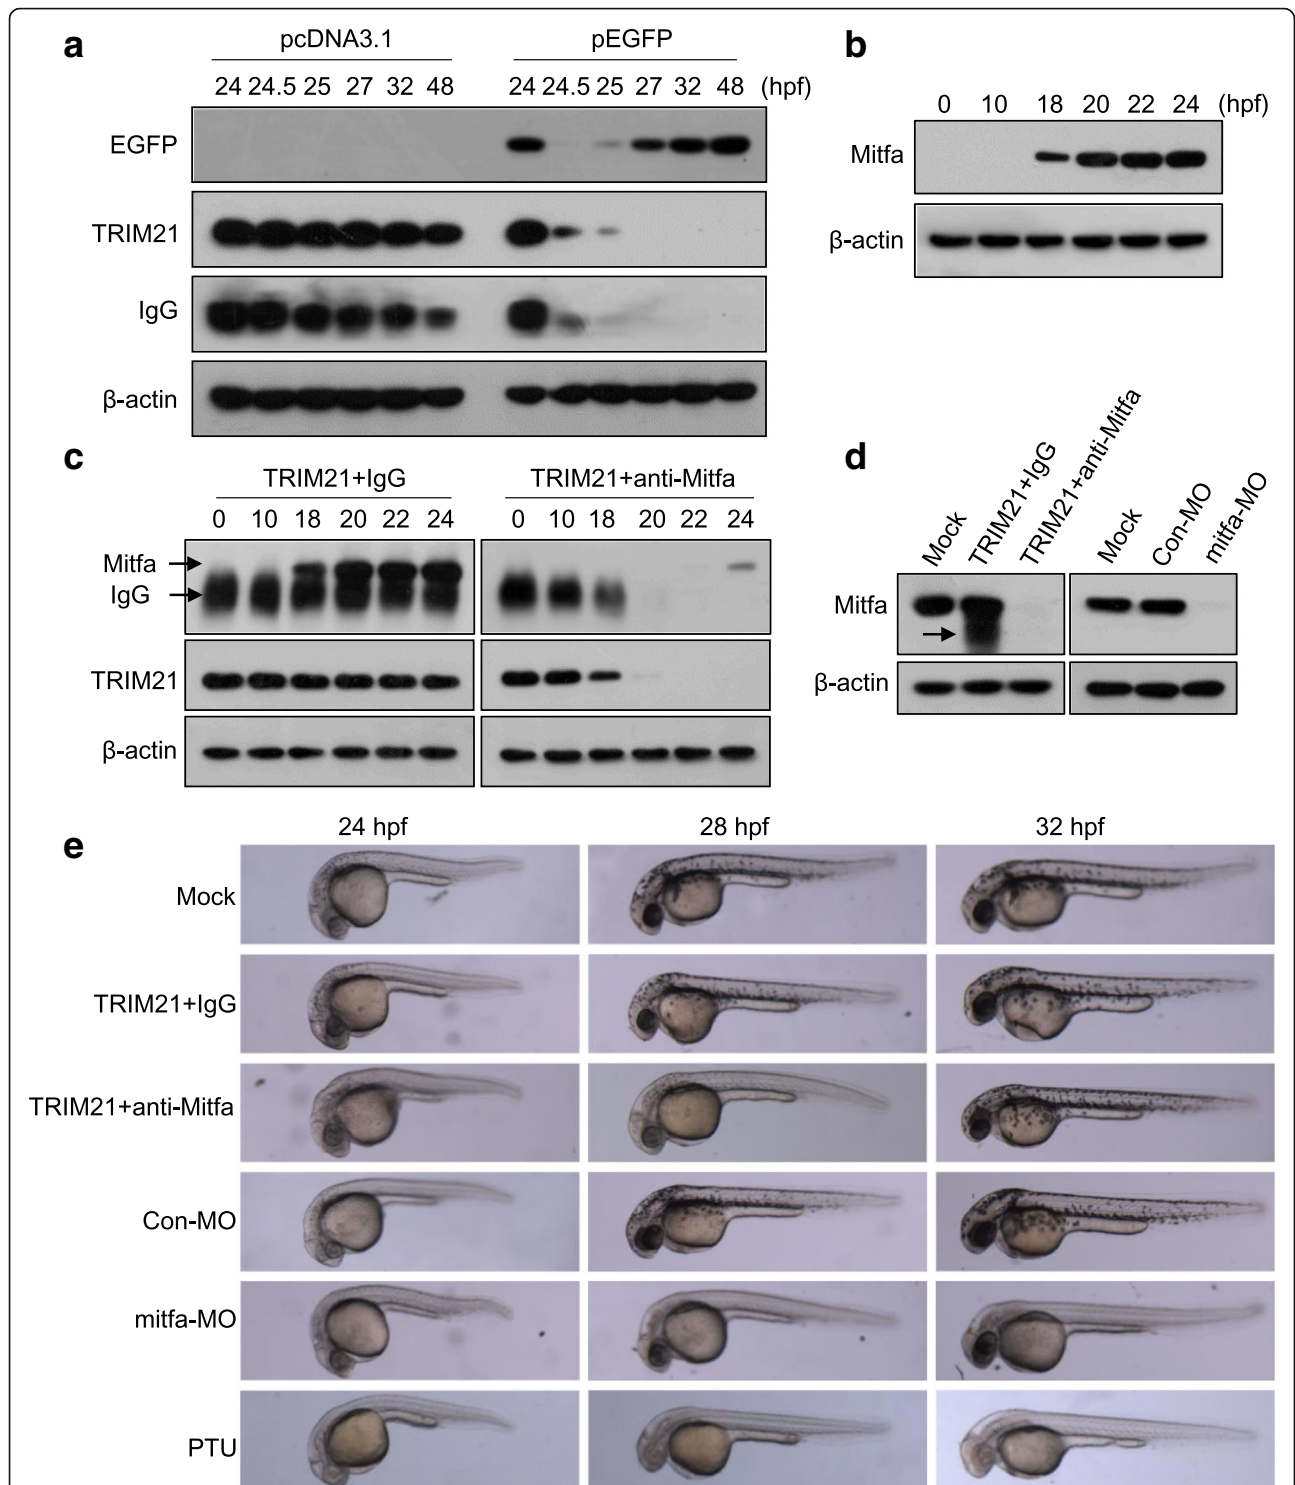 a
pcDNA3.1 pEGFP
24 24.5 25 27 32 48 24 24.5 25 27 32 48 (hpf)
EGFP
TRIM21
IgG
β-actin
b
0 10 18 20 22 24 (hpf)
Mitfa
β-actin
c
TRIM21+IgG TRIM21+anti-Mitfa
0 10 18 20 22 24 0 10 18 20 22 24
Mitfa
IgG
TRIM21
β-actin
d
Mock TRIM21+IgG TRIM21+anti-Mitfa Mock Con-MO mitfa-MO
Mitfa
β-actin
e
24 hpf 28 hpf 32 hpf
Mock
TRIM21+IgG
TRIM21+anti-Mitfa
Con-MO
mitfa-MO
PTU